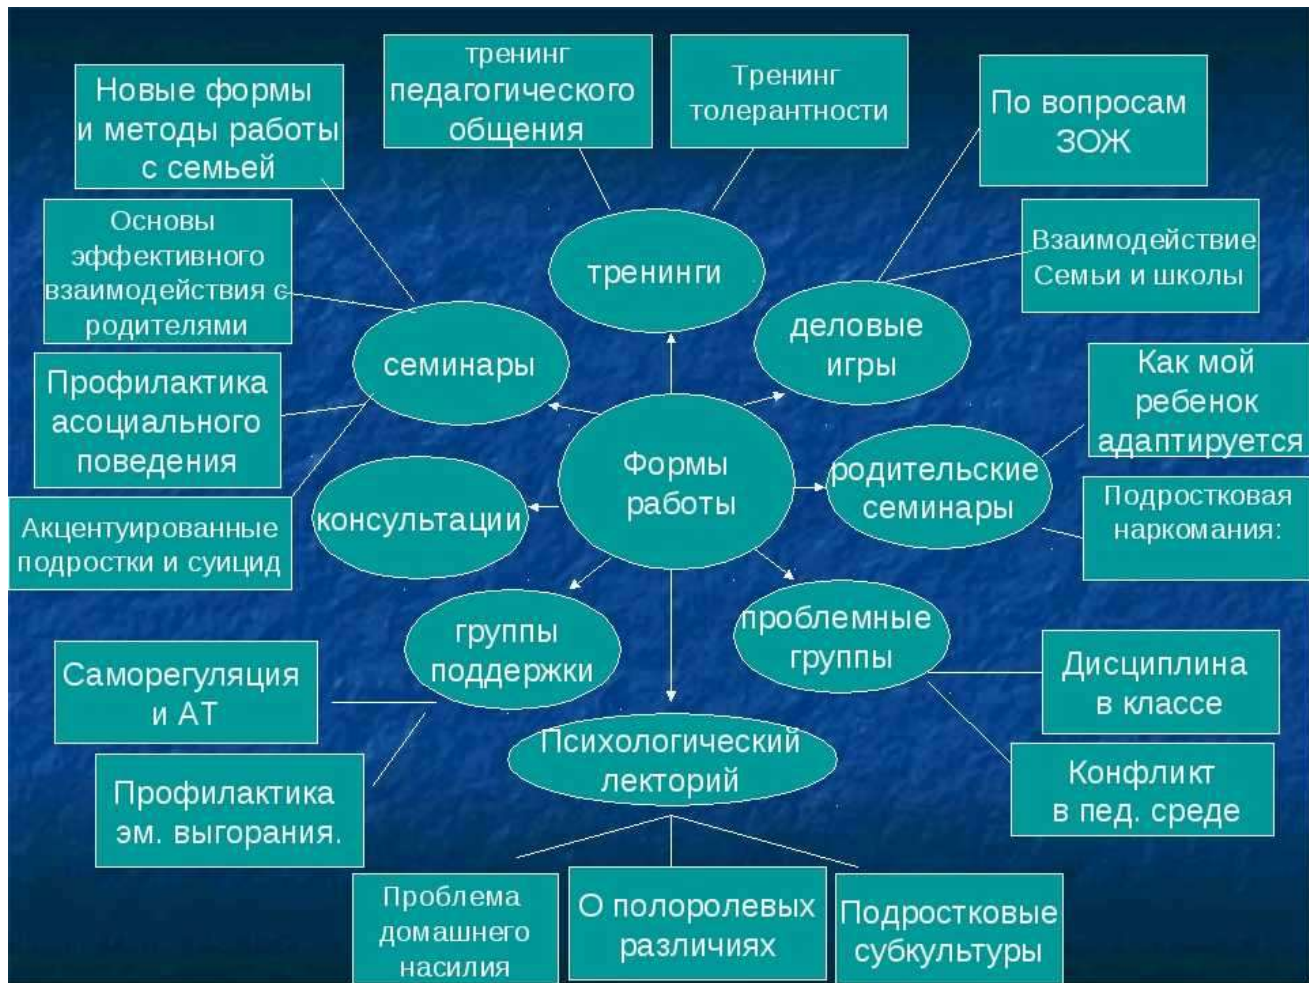 тренинг
педагогического
общения
Тренинг
толерантности
Новые формы
и методы работы
с семьей
По вопросам
ЗОЖ
Основы
эффективного
взаимодействия с
родителями
Взаимодействие
Семьи и школы
тренинги
деловые
игры
семинары
Профилактика
асоциального
поведения
Как мой
ребенок
адаптируется
Формы
работы
родительские
семинары
консультации
Акцентуированные
подростки и суицид
Подростковая
наркомания:
группы
поддержки
проблемные
группы
Саморегуляция
и АТ
Дисциплина
в классе
Психологический
лекторий
Профилактика
эм. выгорания.
Конфликт
в пед. среде
Проблема
домашнего
насилия
О полоролевых
различиях
Подростковые
субкультуры